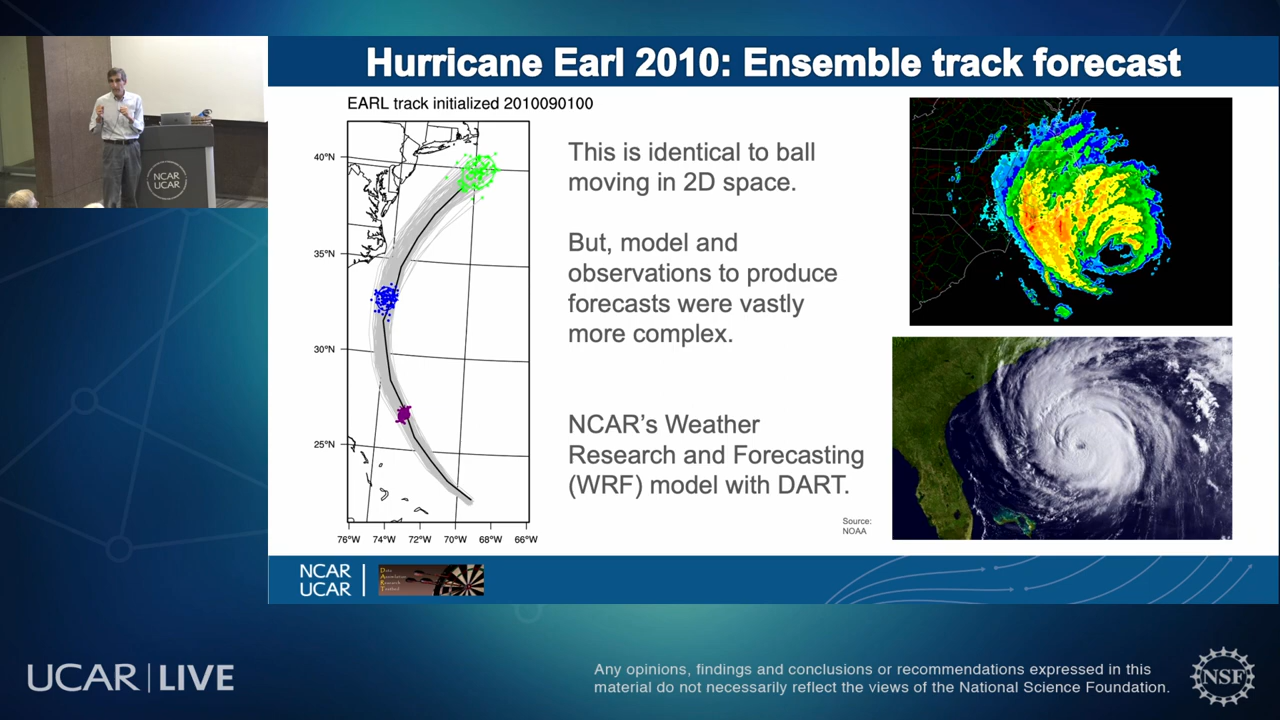 Hurricane Earl 2010: Ensemble track forecast
EARL track initialized 2010090100
40°N
35°N
30°N
25°N
76°W 74°W 72°W 70°W 68°W 66°W
This is identical to ball
moving in 2D space.
But, model and
observations to produce
forecasts were vastly
more complex.
NCAR’s Weather
Research and Forecasting
(WRF) model with DART.
Source:
NOAA
NCAR
UCAR
NCAR
UCAR
Data
Assimilation
Research
Testbed
UCAR | LIVE
Any opinions, findings and conclusions or recommendations expressed in this
material do not necessarily reflect the views of the National Science Foundation.
NSF